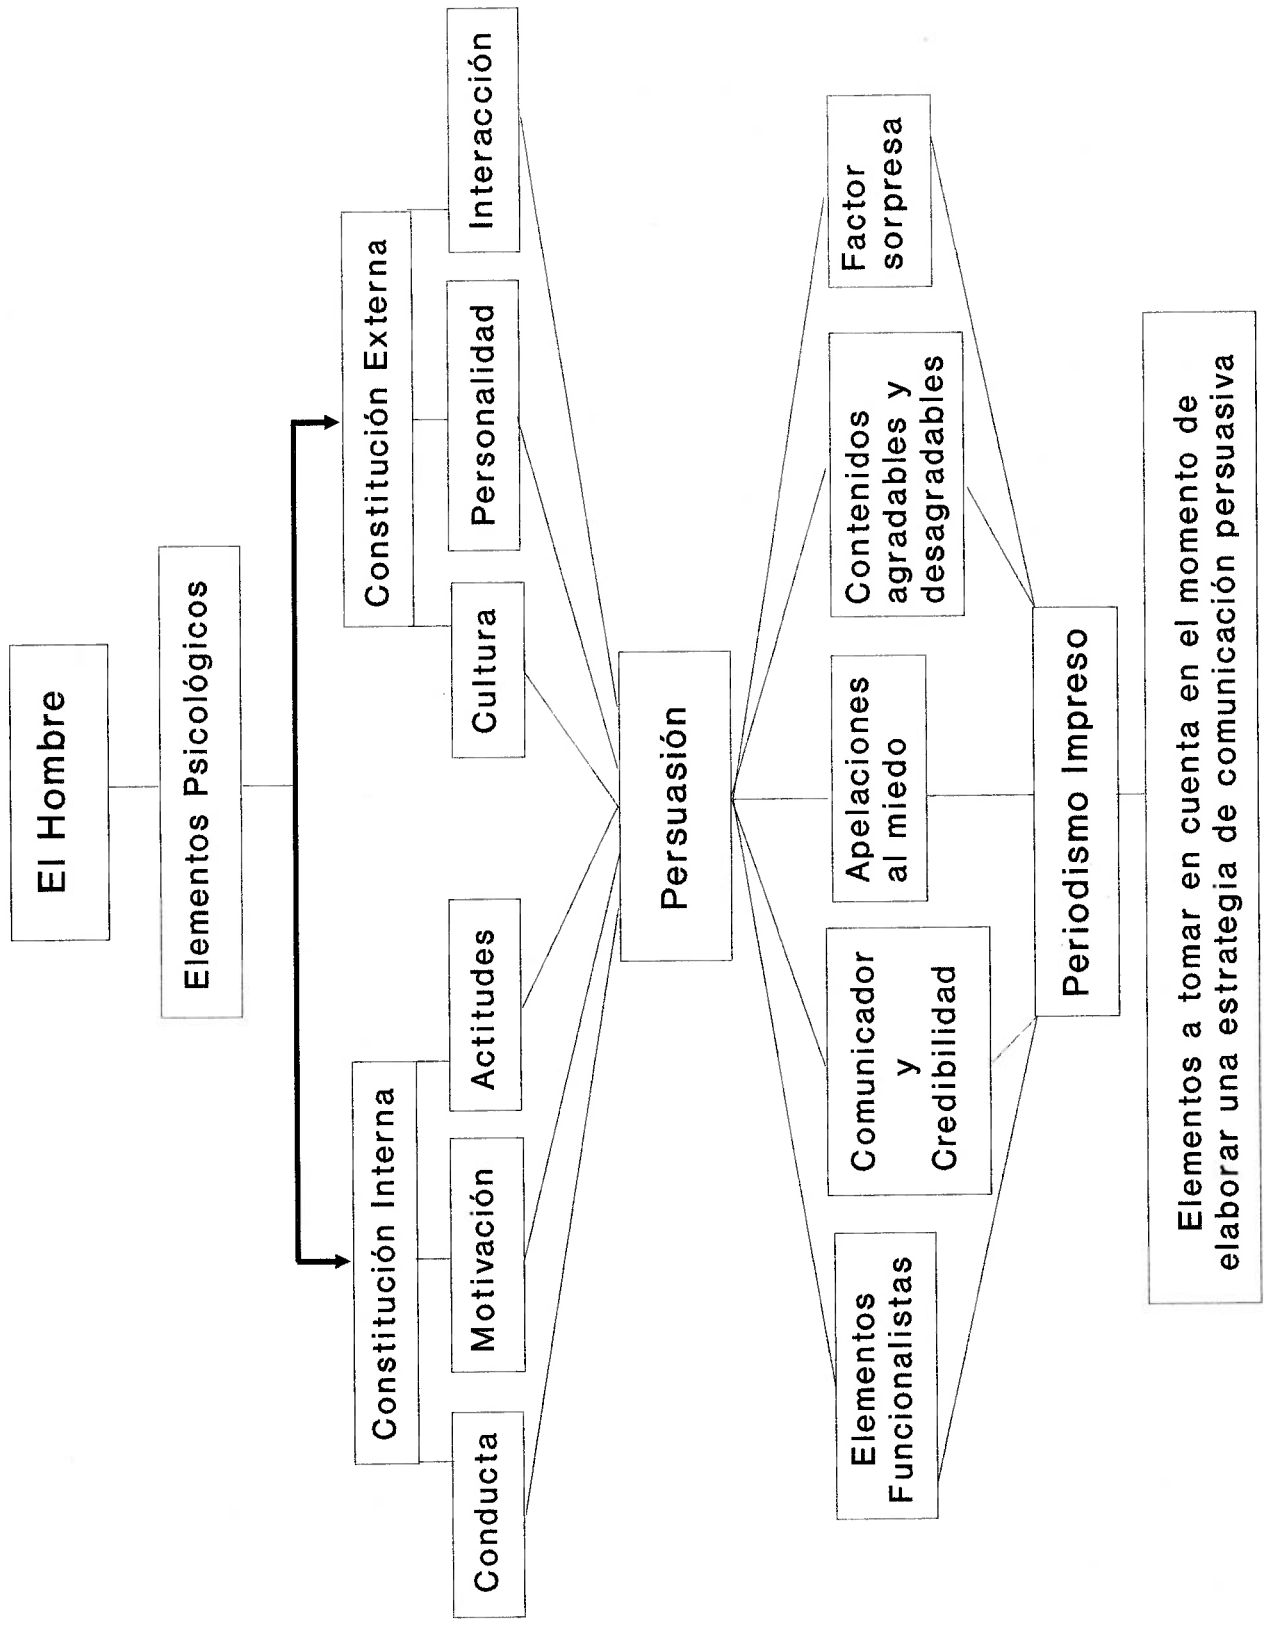 El Hombre
Elementos Psicológicos
Constitución Interna
Constitución Externa
Conducta
Motivación
Actitudes
Cultura
Personalidad
Interacción
Persuasión
Elementos
Funcionalistas
Comunicador
y
Credibilidad
Apelaciones
al miedo
Contenidos
agradables y
desagradables
Factor
sorpresa
Periodismo Impreso
Elementos a tomar en cuenta en el momento de
elaborar una estrategia de comunicación persuasiva